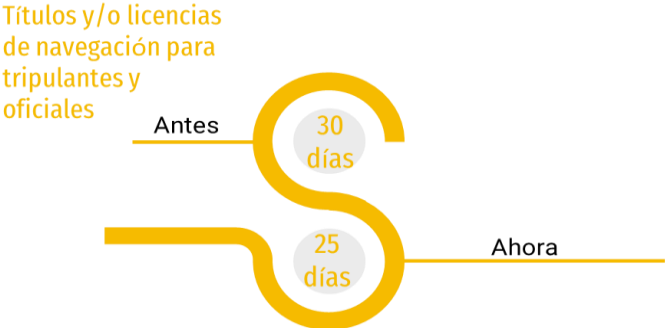 Títulos y/o licencias
de navegación para
tripulantes y
oficiales
Antes
30
días
25
días
Ahora